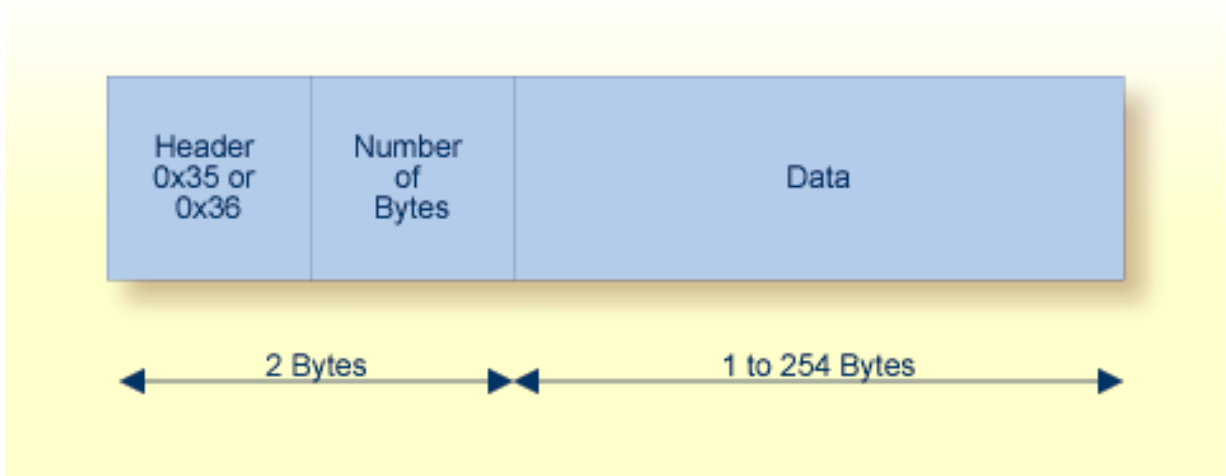 Header
0x35 or
0x36
Number
of
Bytes
Data
2 Bytes
1 to 254 Bytes